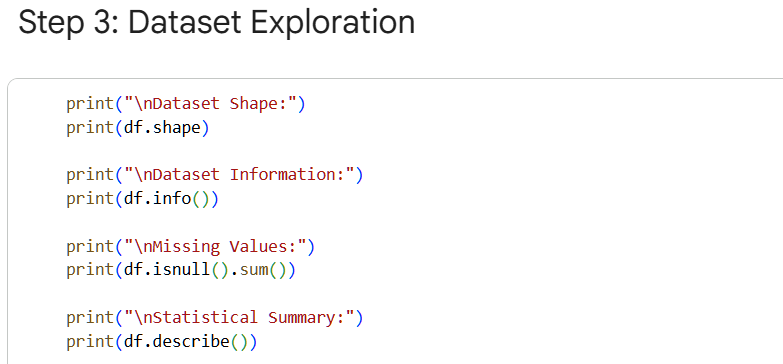 Step 3: Dataset Exploration
print("\nDataset Shape:")
print(df.shape)
print("\nDataset Information:")
print(df.info())
print("\nMissing Values:")
print(df.isnull().sum())
print("\nStatistical Summary:")
print(df.describe())